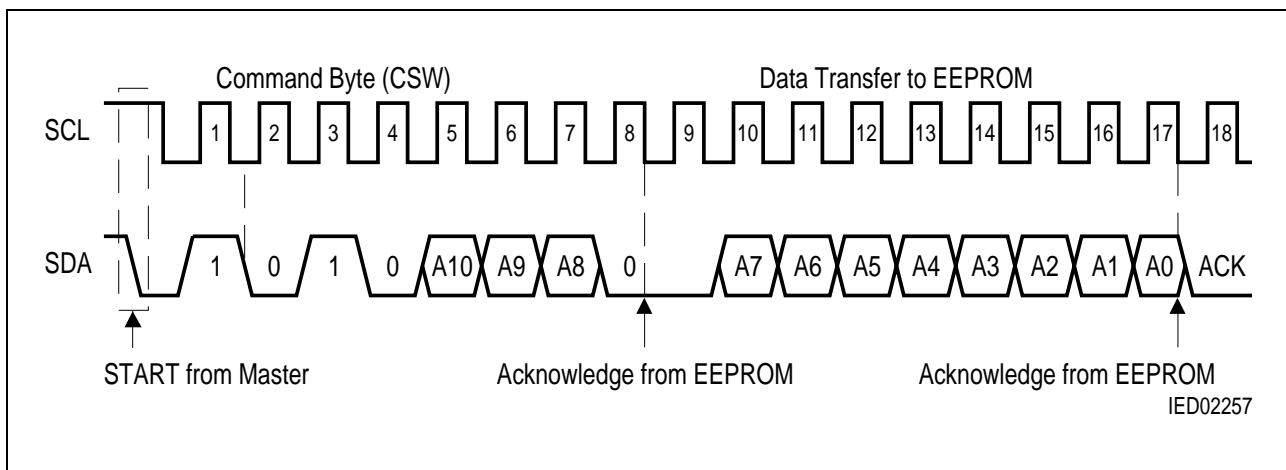 Command Byte (CSW) Data Transfer to EEPROM
SCL 1 2 3 4 5 6 7 8 9 10 11 12 13 14 15 16 17 18
SDA 1 0 1 0 A10 A9 A8 0 A7 A6 A5 A4 A3 A2 A1 A0 ACK
START from Master Acknowledge from EEPROM Acknowledge from EEPROM
IED02257